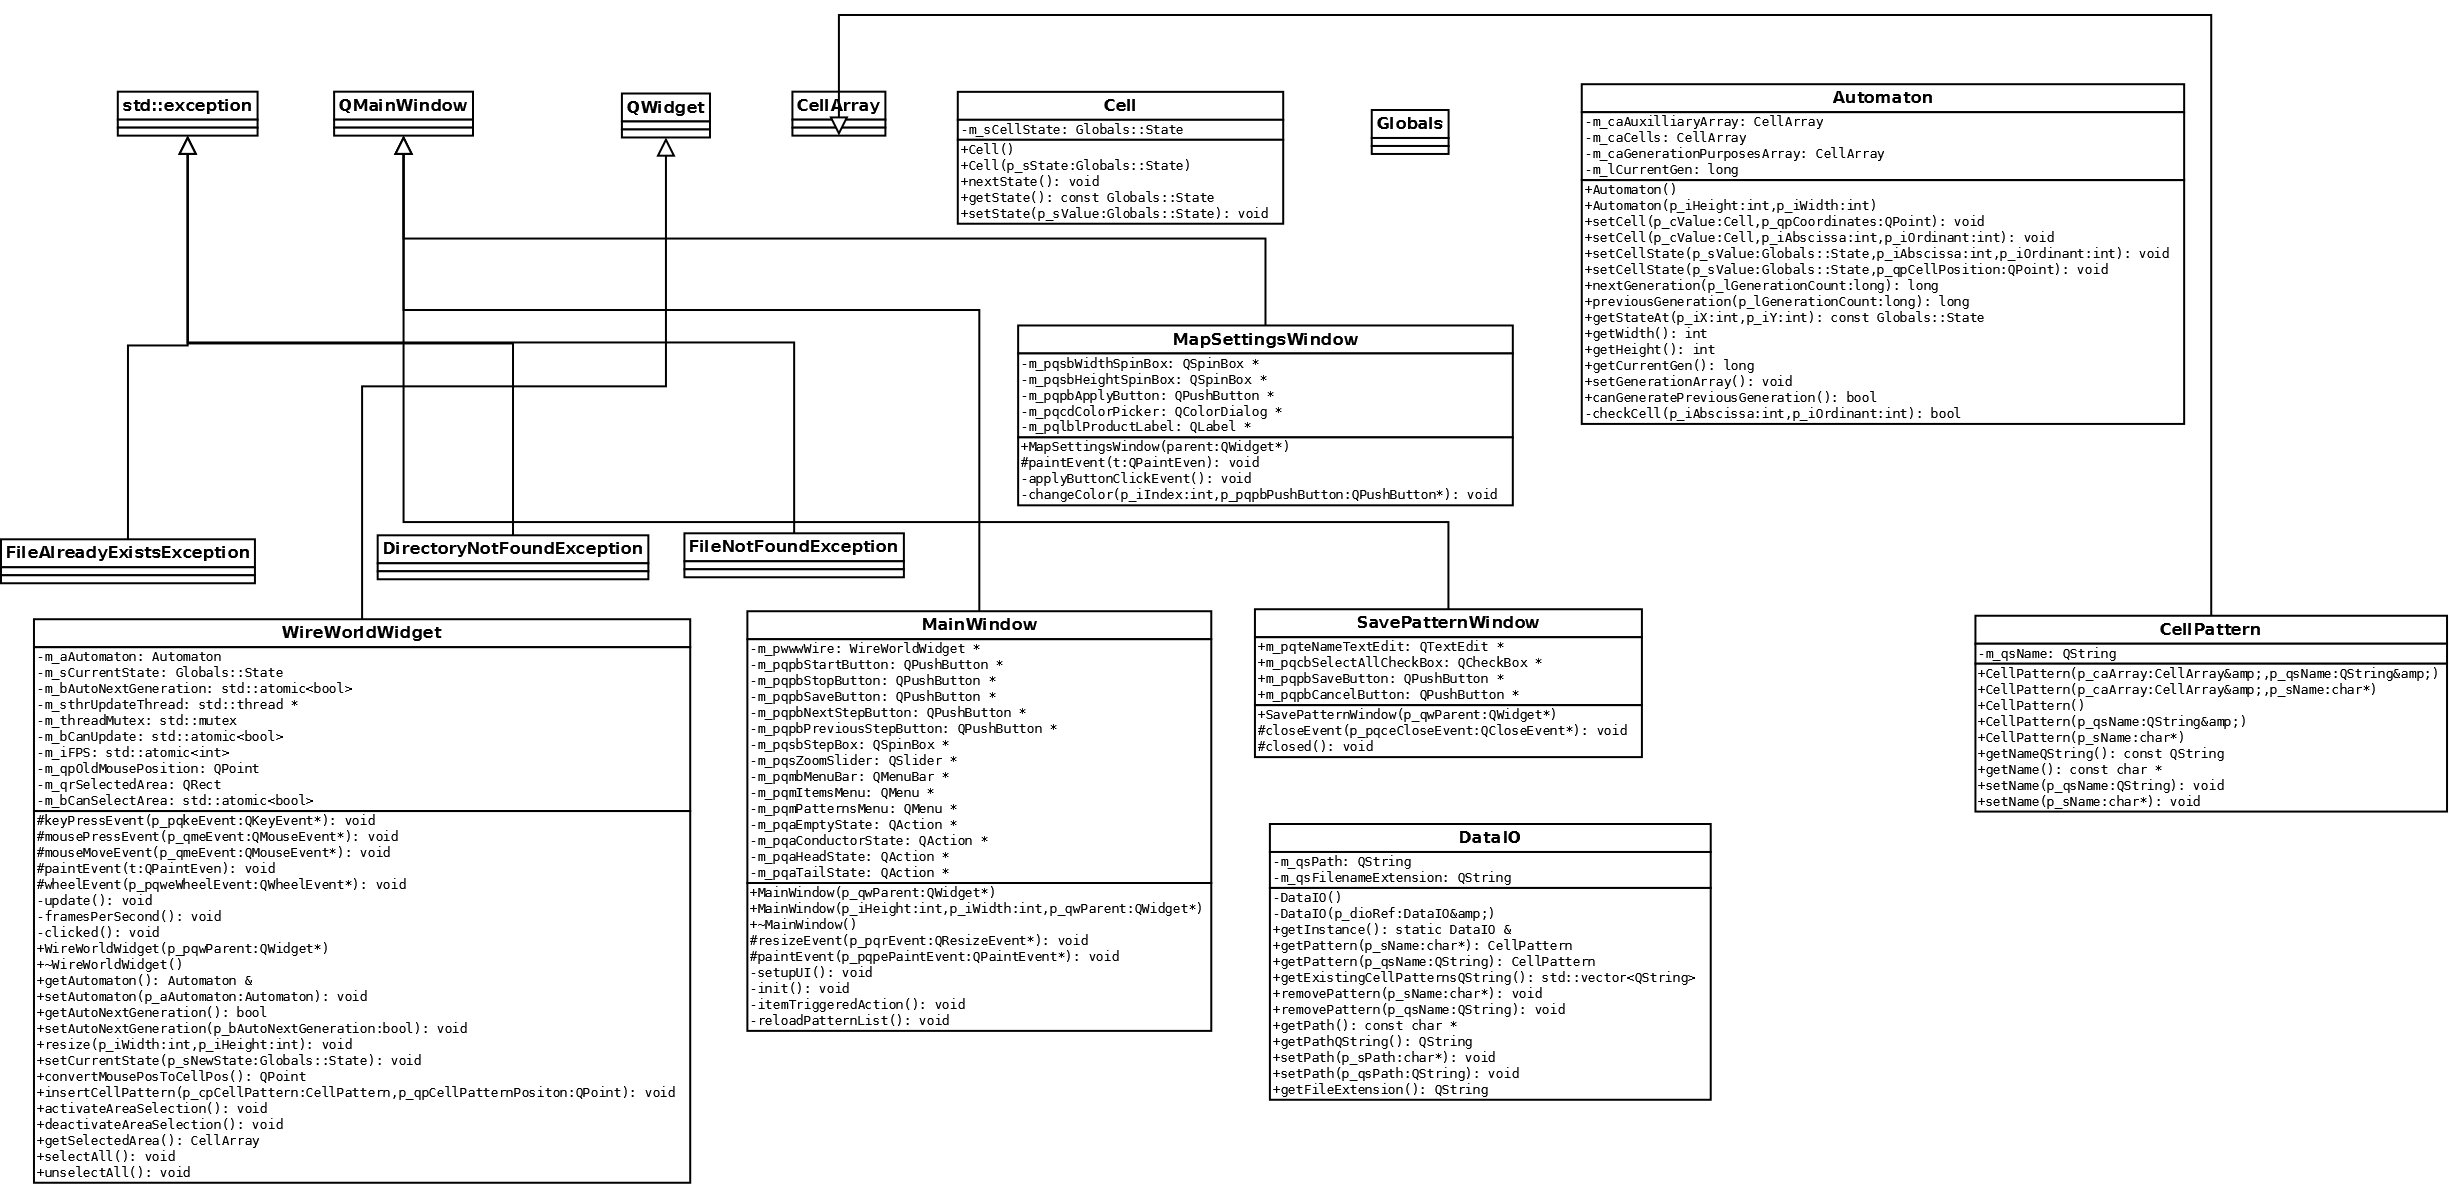 std::exception
QMainWindow
QWidget
CellArray
Cell
-m_sCellState: Globals::State
+Cell()
+Cell(p_sState:Globals::State)
+nextState(): void
+getState(): const Globals::State
+setState(p_sValue:Globals::State): void
Globals
Automaton
-m_caAuxilliaryArray: CellArray
-m_caCells: CellArray
-m_caGenerationPurposesArray: CellArray
-m_lCurrentGen: long
+Automaton()
+Automaton(p_iHeight:int,p_iWidth:int)
+setCell(p_cValue:Cell,p_qpCoordinates:QPoint): void
+setCell(p_cValue:Cell,p_iAbscissa:int,p_iOrdinant:int): void
+setCellState(p_sValue:Globals::State,p_iAbscissa:int,p_iOrdinant:int): void
+setCellState(p_sValue:Globals::State,p_qpCellPosition:QPoint): void
+nextGeneration(p_lGenerationCount:long): long
+previousGeneration(p_lGenerationCount:long): long
+getStateAt(p_iX:int,p_iY:int): const Globals::State
+getWidth(): int
+getHeight(): int
+getCurrentGen(): long
+setGenerationArray(): void
+canGeneratePreviousGeneration(): bool
-checkCell(p_iAbscissa:int,p_iOrdinant:int): bool
MapSettingsWindow
-m_pqsbWidthSpinBox: QSpinBox *
-m_pqsbHeightSpinBox: QSpinBox *
-m_pqpbApplyButton: QPushButton *
-m_pqcdColorPicker: QColorDialog *
-m_pqlblProductLabel: QLabel *
+MapSettingsWindow(parent:QWidget*)
#paintEvent(t:QPaintEven): void
-applyButtonClickEvent(): void
-changeColor(p_iIndex:int,p_pqpbPushButton:QPushButton*): void
FileAlreadyExistsException
DirectoryNotFoundException
FileNotFoundException
WireWorldWidget
-m_aAutomaton: Automaton
-m_sCurrentState: Globals::State
-m_bAutoNextGeneration: std::atomic<bool>
-m_sthrUpdateThread: std::thread *
-m_threadMutex: std::mutex
-m_bCanUpdate: std::atomic<bool>
-m_iFPS: std::atomic<int>
-m_qpOldMousePosition: QPoint
-m_qrSelectedArea: QRect
-m_bCanSelectArea: std::atomic<bool>
#keyPressEvent(p_pqkeEvent:QKeyEvent*): void
#mousePressEvent(p_qmeEvent:QMouseEvent*): void
#mouseMoveEvent(p_qmeEvent:QMouseEvent*): void
#paintEvent(t:QPaintEven): void
#wheelEvent(p_pqweWheelEvent:QWheelEvent*): void
-update(): void
-framesPerSecond(): void
-clicked(): void
+WireWorldWidget(p_pqwParent:QWidget*)
+~WireWorldWidget()
+getAutomaton(): Automaton &
+setAutomaton(p_aAutomaton:Automaton): void
+getAutoNextGeneration(): bool
+setAutoNextGeneration(p_bAutoNextGeneration:bool): void
+resize(p_iWidth:int,p_iHeight:int): void
+setCurrentState(p_sNewState:Globals::State): void
+convertMousePosToCellPos(): QPoint
+insertCellPattern(p_cpCellPattern:CellPattern,p_qpCellPatternPositon:QPoint): void
+activateAreaSelection(): void
+deactivateAreaSelection(): void
+getSelectedArea(): CellArray
+selectAll(): void
+unselectAll(): void
MainWindow
-m_pwwwWire: WireWorldWidget *
-m_pqpbStartButton: QPushButton *
-m_pqpbStopButton: QPushButton *
-m_pqpbSaveButton: QPushButton *
-m_pqpbNextStepButton: QPushButton *
-m_pqpbPreviousStepButton: QPushButton *
-m_pqsbStepBox: QSpinBox *
-m_pqsZoomSlider: QSlider *
-m_pqmbMenuBar: QMenuBar *
-m_pqmItemsMenu: QMenu *
-m_pqmPatternsMenu: QMenu *
-m_pqaEmptyState: QAction *
-m_pqaConductorState: QAction *
-m_pqaHeadState: QAction *
-m_pqaTailState: QAction *
+MainWindow(p_qwParent:QWidget*)
+MainWindow(p_iHeight:int,p_iWidth:int,p_qwParent:QWidget*)
+~MainWindow()
#resizeEvent(p_pqrEvent:QResizeEvent*): void
#paintEvent(p_pqpePaintEvent:QPaintEvent*): void
-setupUI(): void
-init(): void
-itemTriggeredAction(): void
-reloadPatternList(): void
SavePatternWindow
+m_pqteNameTextEdit: QTextEdit *
+m_pqcbSelectAllCheckBox: QCheckBox *
+m_pqpbSaveButton: QPushButton *
+m_pqpbCancelButton: QPushButton *
+SavePatternWindow(p_qwParent:QWidget*)
#closeEvent(p_pqceCloseEvent:QCloseEvent*): void
#closed(): void
DataIO
-m_qsPath: QString
-m_qsFilenameExtension: QString
-DataIO()
-DataIO(p_dioRef:DataIO&amp;)
+getInstance(): static DataIO &
+getPattern(p_sName:char*): CellPattern
+getPattern(p_qsName:QString): CellPattern
+getExistingCellPatternsQString(): std::vector<QString>
+removePattern(p_sName:char*): void
+removePattern(p_qsName:QString): void
+getPath(): const char *
+getPathQString(): QString
+setPath(p_sPath:char*): void
+setPath(p_qsPath:QString): void
+getFileExtension(): QString
CellPattern
-m_qsName: QString
+CellPattern(p_caArray:CellArray&amp;,p_qsName:QString&amp;)
+CellPattern(p_caArray:CellArray&amp;,p_sName:char*)
+CellPattern()
+CellPattern(p_qsName:QString&amp;)
+CellPattern(p_sName:char*)
+getNameQString(): const QString
+getName(): const char *
+setName(p_qsName:QString): void
+setName(p_sName:char*): void